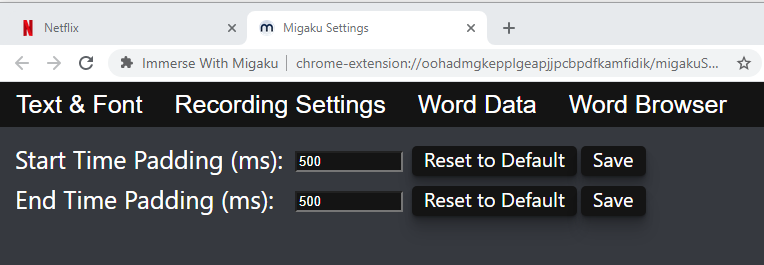 Netflix Migaku Settings
Immerse With Migaku chrome-extension://oohadmgkepplgeapjjpcbpdfkamfidik/migakuS...
Text & Font Recording Settings Word Data Word Browser
Start Time Padding (ms): 500 Reset to Default Save
End Time Padding (ms): 500 Reset to Default Save